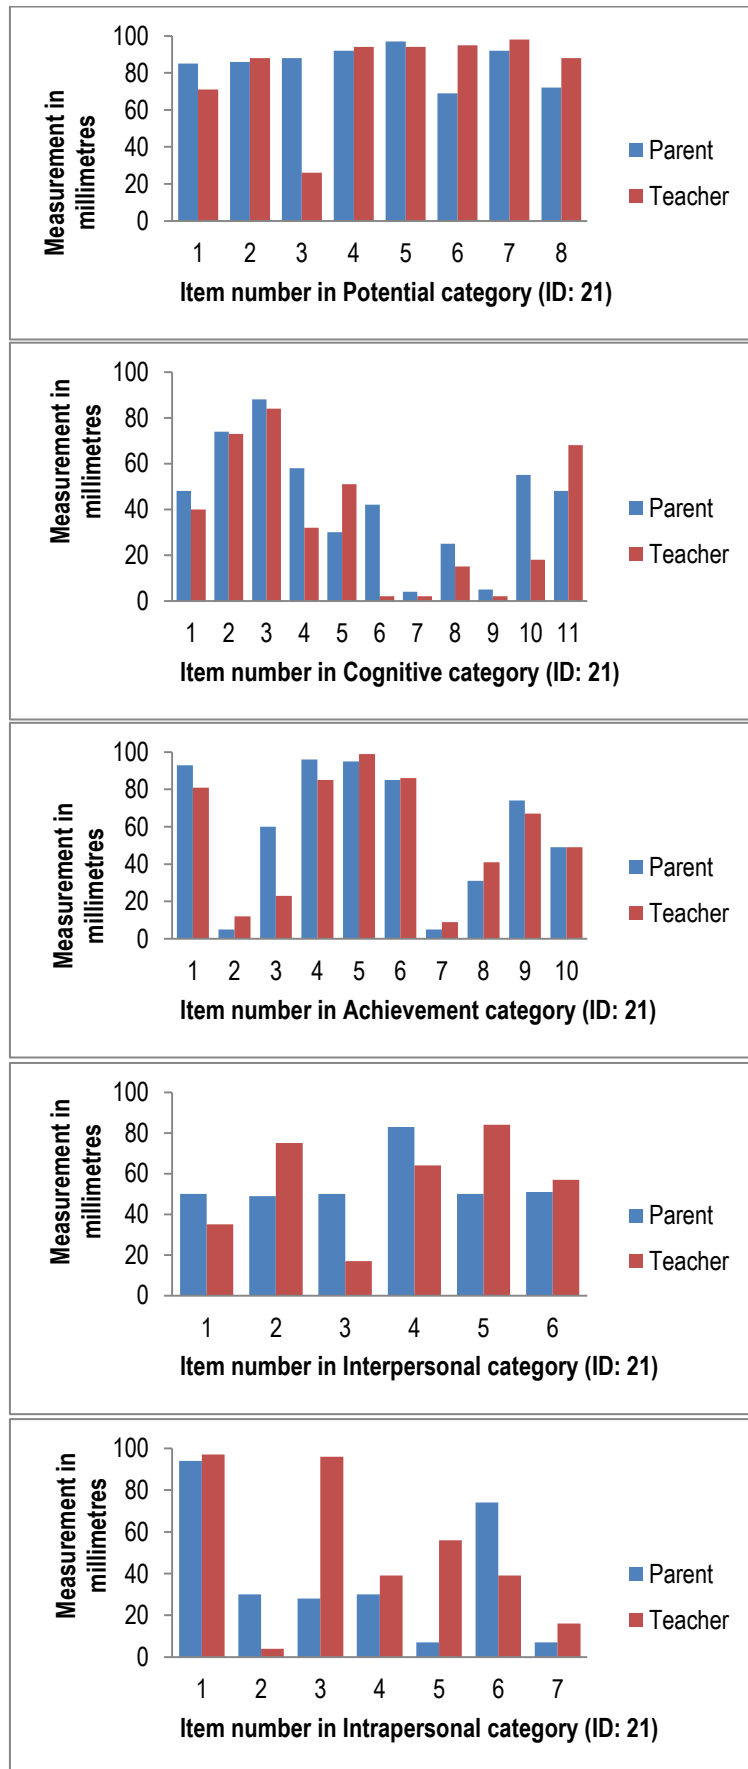 Measurement in
millimetres
100
80
60
40
20
0
1 2 3 4 5 6 7 8
Item number in Potential category (ID: 21)
Parent
Teacher
Measurement in
millimetres
100
80
60
40
20
0
1 2 3 4 5 6 7 8 9 10 11
Item number in Cognitive category (ID: 21)
Parent
Teacher
Measurement in
millimetres
100
80
60
40
20
0
1 2 3 4 5 6 7 8 9 10
Item number in Achievement category (ID: 21)
Parent
Teacher
Measurement in
millimetres
100
80
60
40
20
0
1 2 3 4 5 6
Item number in Interpersonal category (ID: 21)
Parent
Teacher
Measurement in
millimetres
100
80
60
40
20
0
1 2 3 4 5 6 7
Item number in Intrapersonal category (ID: 21)
Parent
Teacher